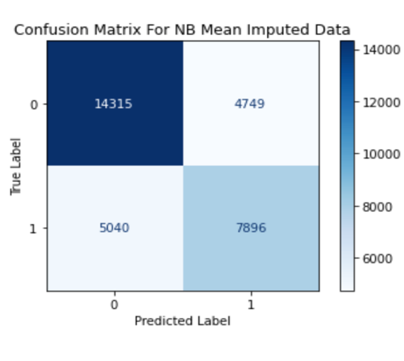 Confusion Matrix For NB Mean Imputed Data
14000
0 14315 4749
12000
True Label
10000
8000
1 5040 7896
6000
0 1
Predicted Label